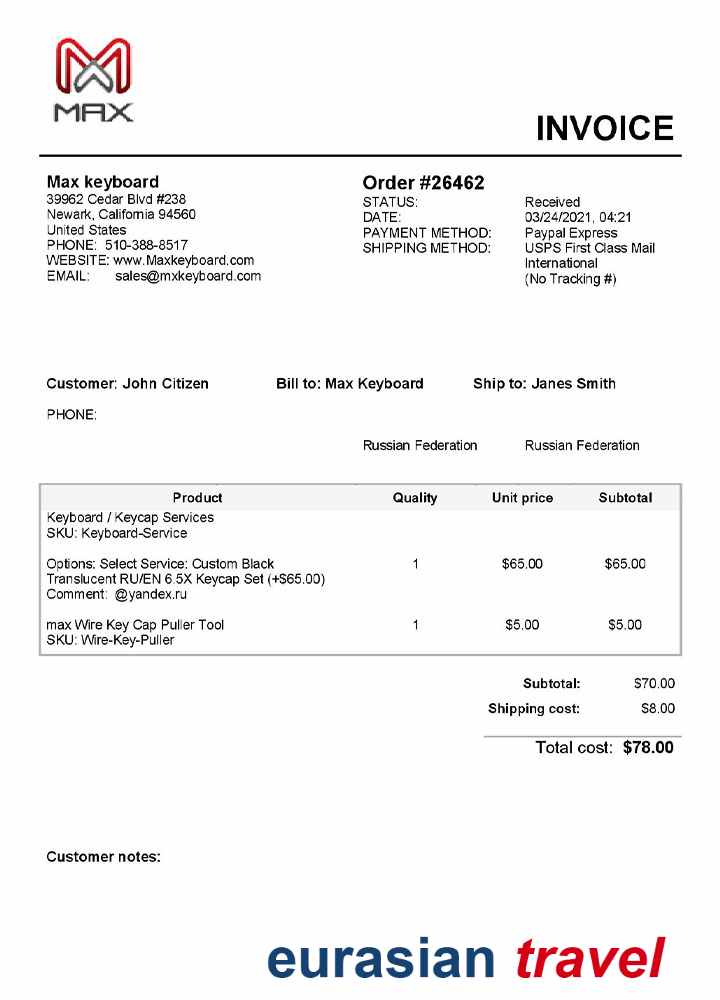 MAX
INVOICE
Max keyboard
39962 Cedar Blvd #238
Newark, California 94560
United States
PHONE: 510-388-8517
WEBSITE: www.Maxkeyboard.com
EMAIL: sales@mxkeyboard.com
Order #26462
STATUS: Received
DATE: 03/24/2021, 04:21
PAYMENT METHOD: Paypal Express
SHIPPING METHOD: USPS First Class Mail
International
(No Tracking #)
Customer: John Citizen Bill to: Max Keyboard Ship to: Janes Smith
PHONE:
Russian Federation Russian Federation
Product Quality Unit price Subtotal
Keyboard / Keycap Services
SKU: Keyboard-Service
Options: Select Service: Custom Black 1 $65.00 $65.00
Translucent RU/EN 6.5X Keycap Set (+$65.00)
Comment: @yandex.ru
max Wire Key Cap Puller Tool 1 $5.00 $5.00
SKU: Wire-Key-Puller
Subtotal: $70.00
Shipping cost: $8.00
Total cost: $78.00
Customer notes:
eurasian travel